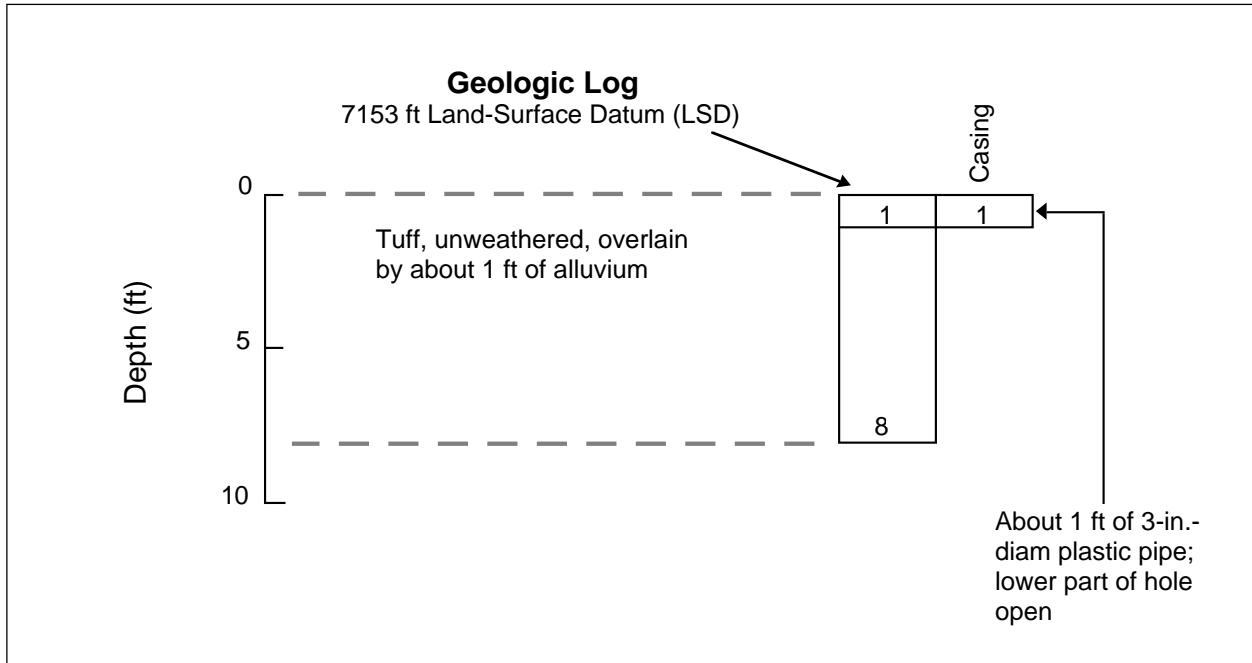 Geologic Log
7153 ft Land-Surface Datum (LSD)
Casing
0
1
1
Tuff, unweathered, overlain
by about 1 ft of alluvium
Depth (ft)
5
8
10
About 1 ft of 3-in.-
diam plastic pipe;
lower part of hole
open